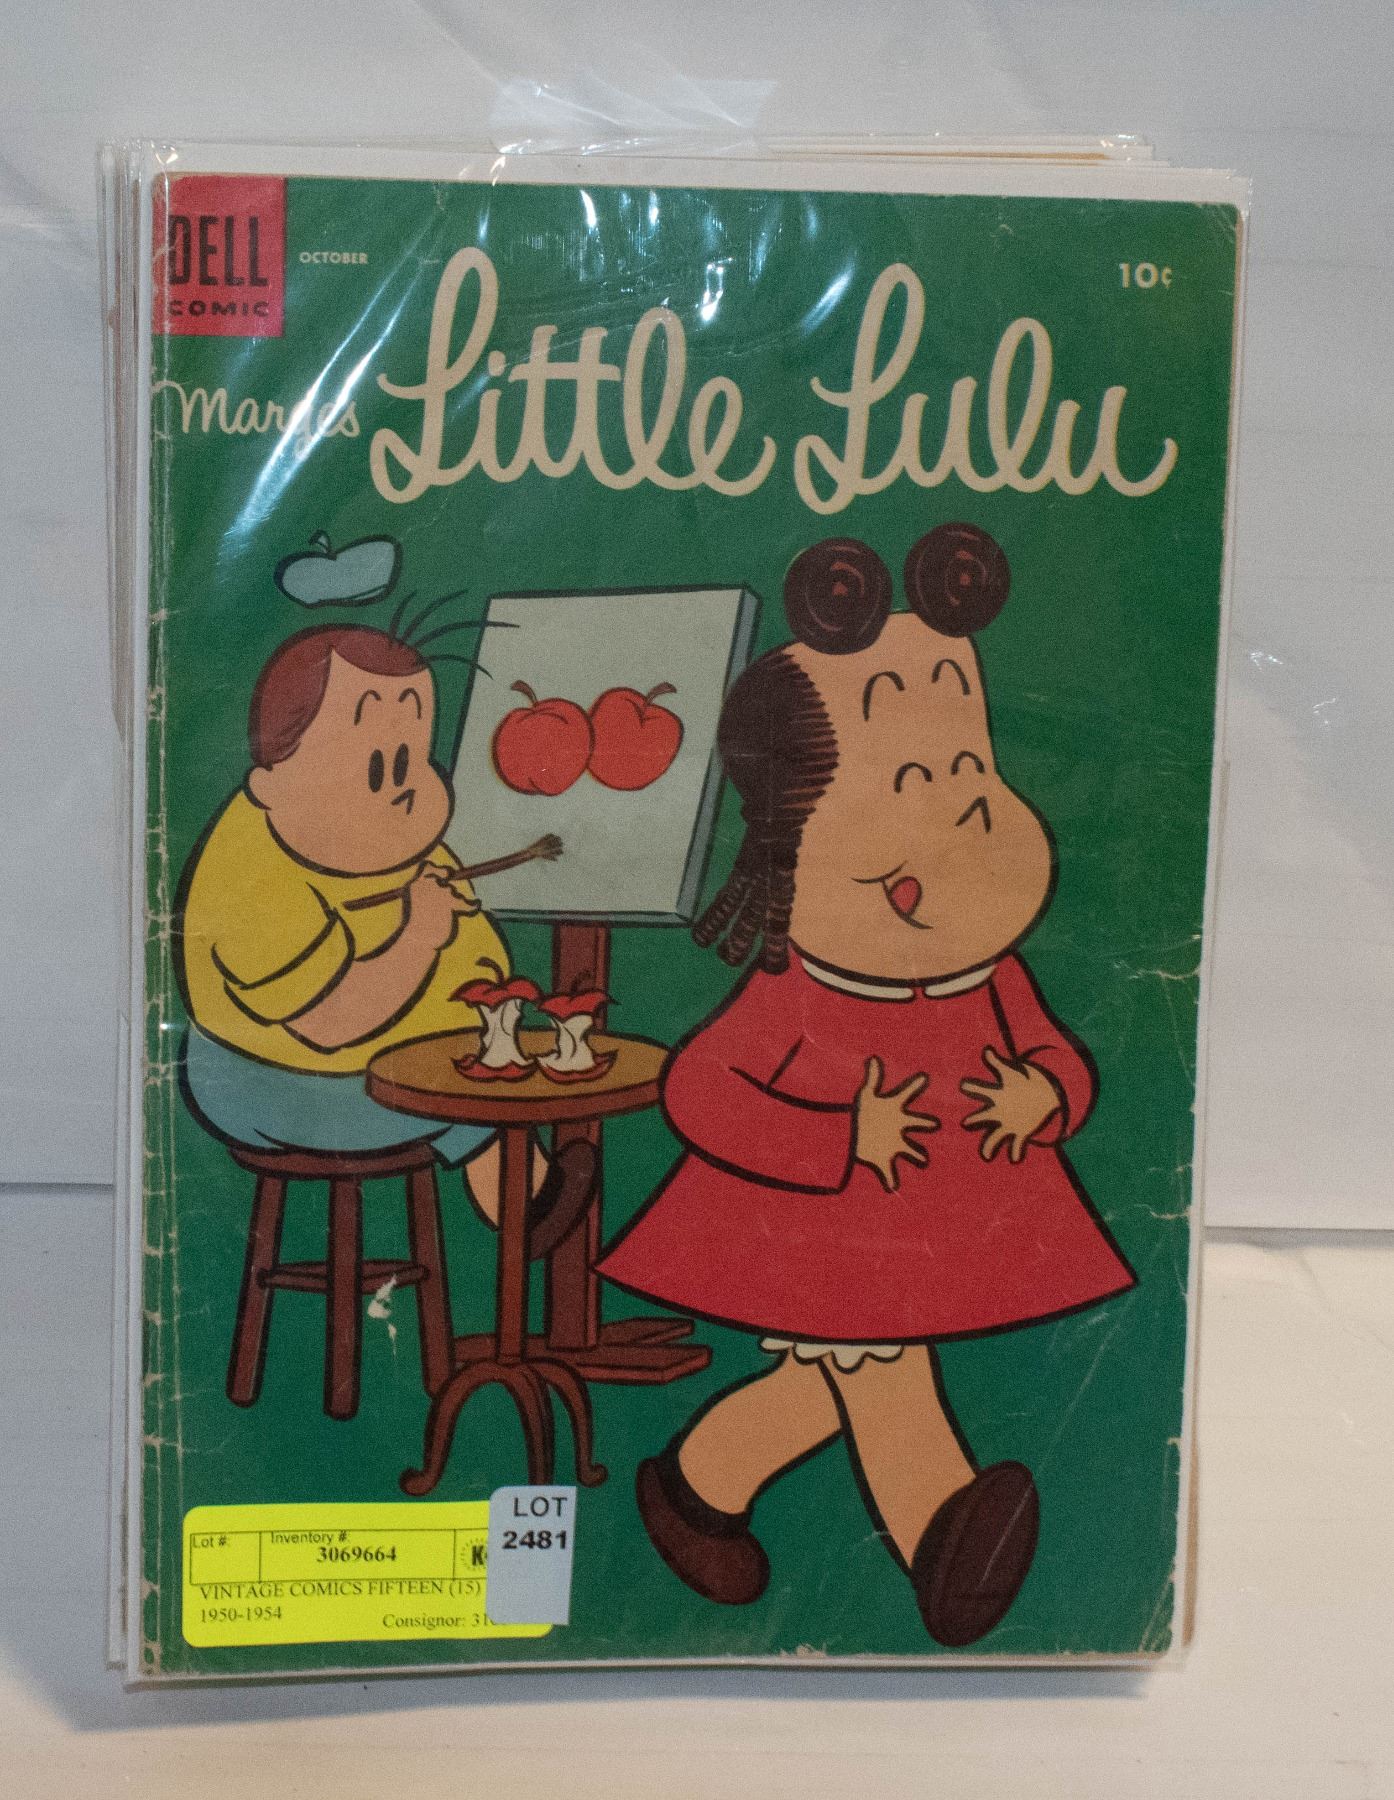 DELL
COMIC
OCTOBER
10¢
Marge's
Little Lulu
LOT
2481
Lot #:
Inventory #:
3069664
VINTAGE COMICS FIFTEEN (15)
1950-1954
Consignor: